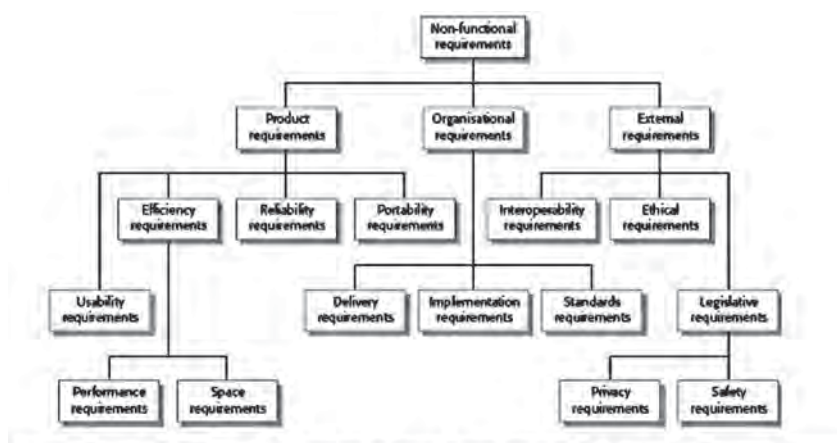 Non-functional
requirements
Product
requirements
Organisational
requirements
External
requirements
Efficiency
requirements
Reliability
requirements
Portability
requirements
Interoperability
requirements
Ethical
requirements
Usability
requirements
Delivery
requirements
Implementation
requirements
Standards
requirements
Legislative
requirements
Performance
requirements
Space
requirements
Privacy
requirements
Safety
requirements